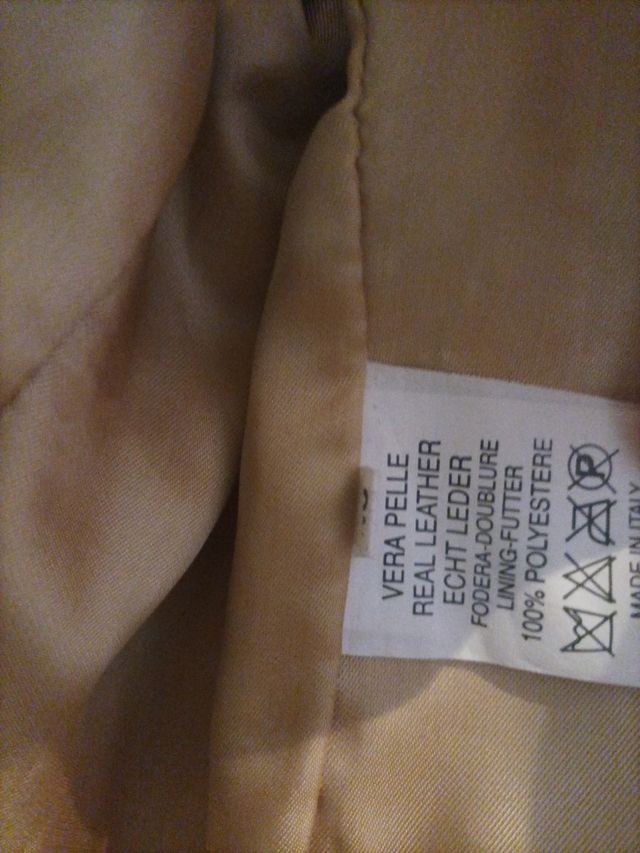 VERA PELLE
REAL LEATHER
ECHT LEDER
FODERA-DOUBLURE
LINING-FUTTER
100% POLYESTERE
P
MADE IN ITALY